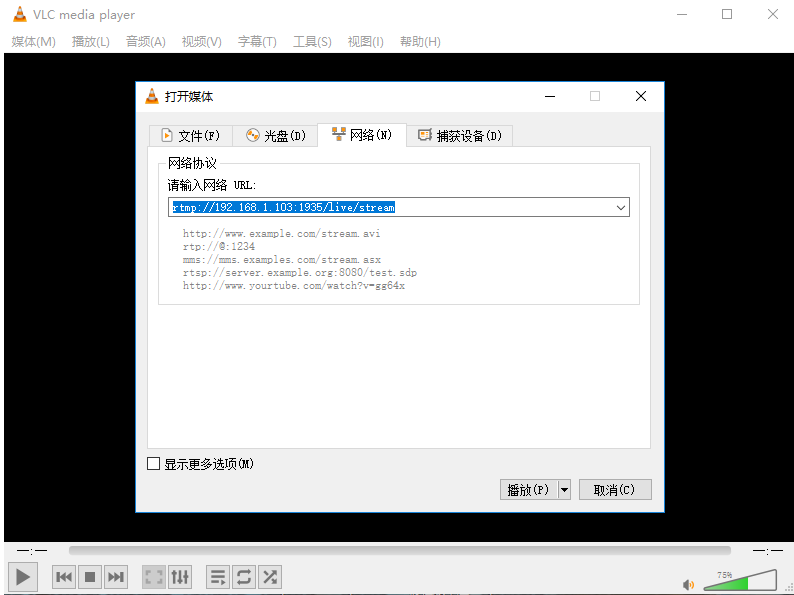 VLC media player
媒体(M) 播放(L) 音频(A) 视频(V) 字幕(T) 工具(S) 视图(I) 帮助(H)
打开媒体
文件(F) 光盘(D) 网络(N) 捕获设备(D)
网络协议
请输入网络 URL:
rtmp://192.168.1.103:1935/live/stream
http://www.example.com/stream.avi
rtp://@:1234
mms://mms.examples.com/stream.asx
rtsp://server.example.org:8080/test.sdp
http://www.yourtube.com/watch?v=gg64x
显示更多选项(M)
播放(P) 取消(C)
--:-- --:--
75%